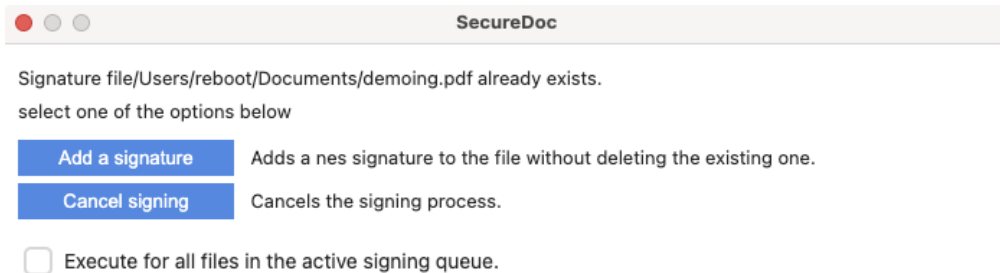 SecureDoc
Signature file/Users/reboot/Documents/demoing.pdf already exists.
select one of the options below
Add a signature Adds a nes signature to the file without deleting the existing one.
Cancel signing Cancels the signing process.
Execute for all files in the active signing queue.